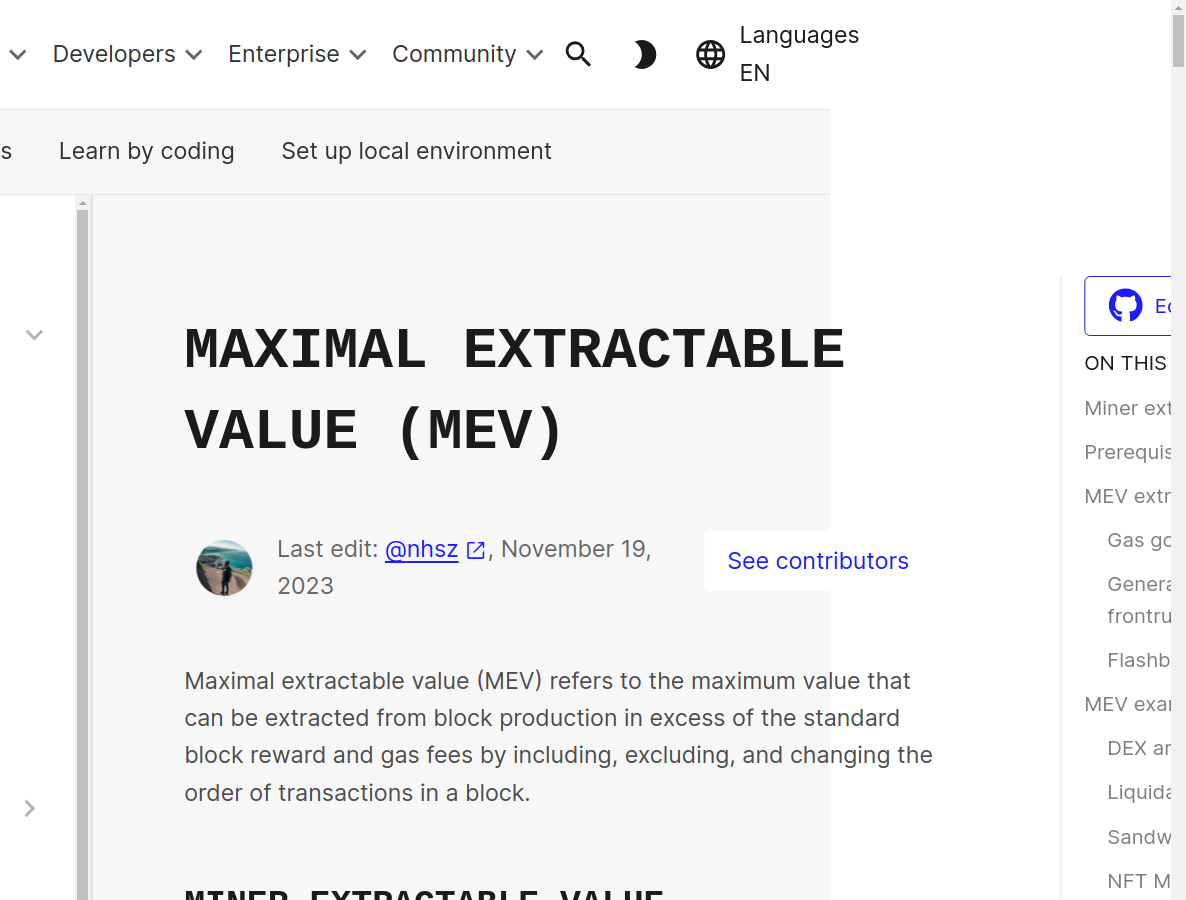 Developers Enterprise Community Languages EN
s Learn by coding Set up local environment
MAXIMAL EXTRACTABLE
VALUE (MEV)
Last edit: @nhsz, November 19,
2023
See contributors
Maximal extractable value (MEV) refers to the maximum value that
can be extracted from block production in excess of the standard
block reward and gas fees by including, excluding, and changing the
order of transactions in a block.
MINER EXTRACTABLE VALUE
ON THIS
Miner ext
Prerequis
MEV extr
Gas go
Genera
frontru
Flashb
MEV exar
DEX ar
Liquida
Sandw
NFT M